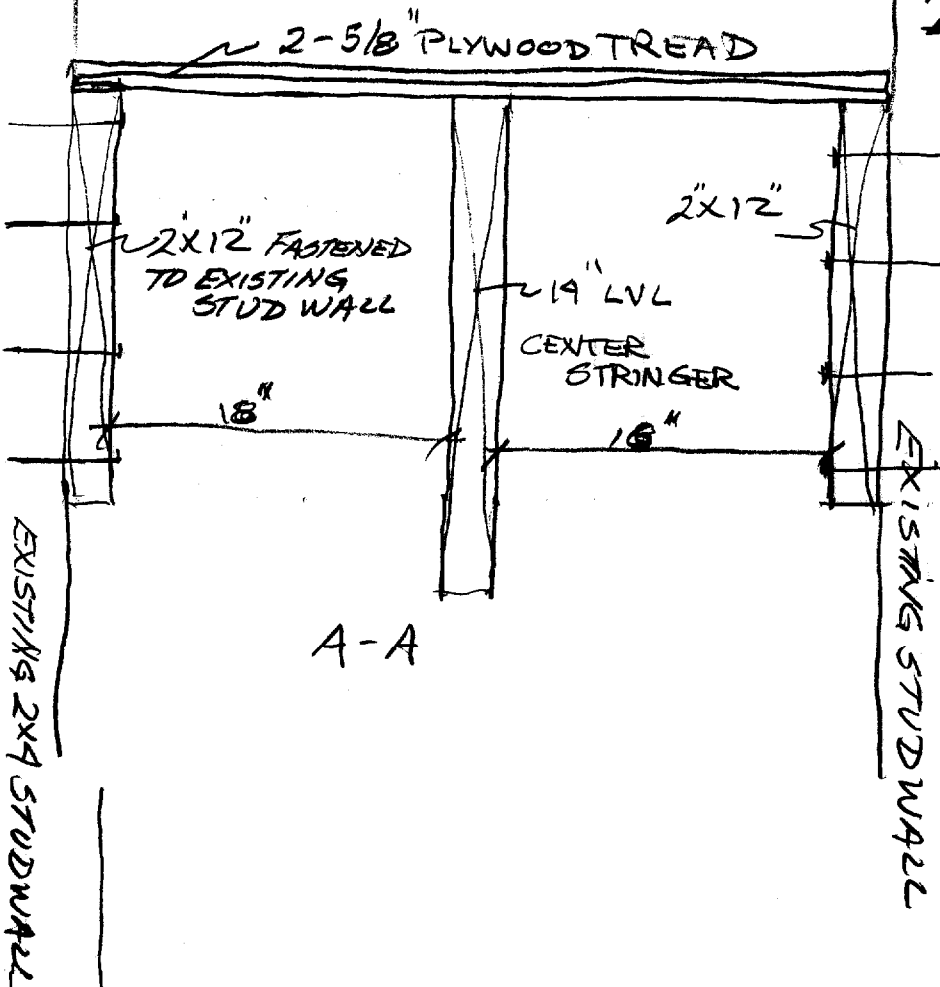 2-5/8" PLYWOOD TREAD
2"X12" FASTENED
TO EXISTING
STUD WALL
2"X12"
14" LVL
CENTER
STRINGER
18"
18"
A-A
EXISTING 2X4 STUDWALL
EXISTING STUDWALL